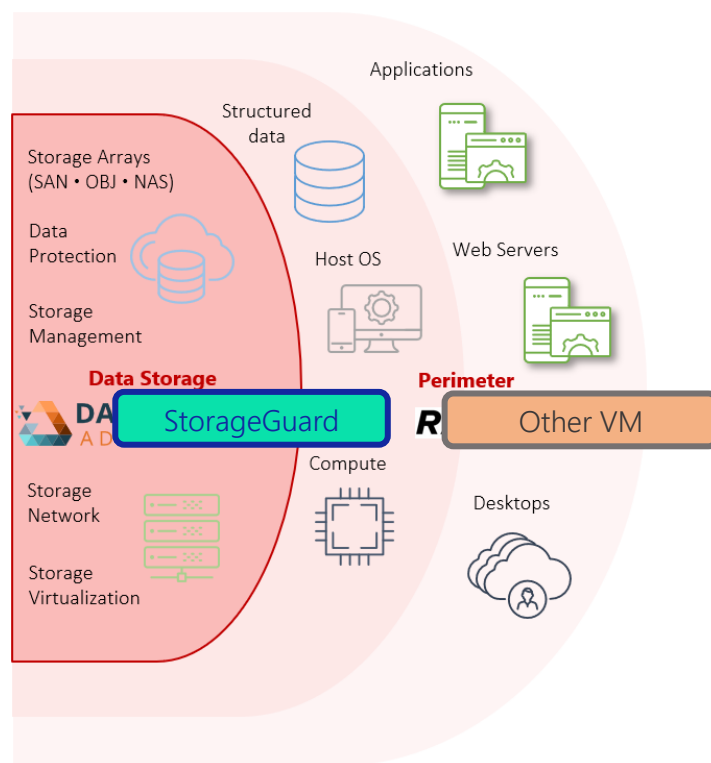 Applications
Structured
data
Storage Arrays
(SAN • OBJ • NAS)
Data
Protection
Host OS
Web Servers
Storage
Management
Data Storage
Perimeter
StorageGuard
Other VM
Compute
Storage
Network
Desktops
Storage
Virtualization